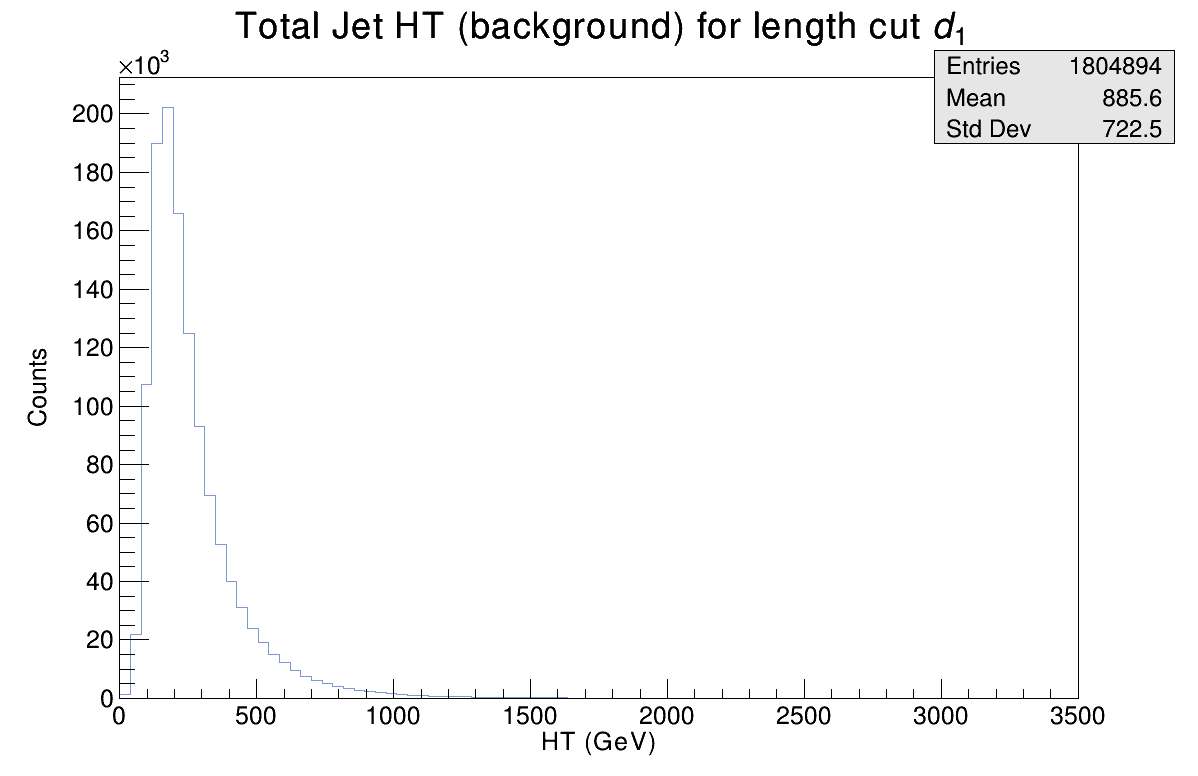 Total Jet HT (background) for length cut d₁
×10³
Entries 1804894
Mean 885.6
Std Dev 722.5
200
180
160
140
120
100
80
60
40
20
0
Counts
0 500 1000 1500 2000 2500 3000 3500
HT (GeV)